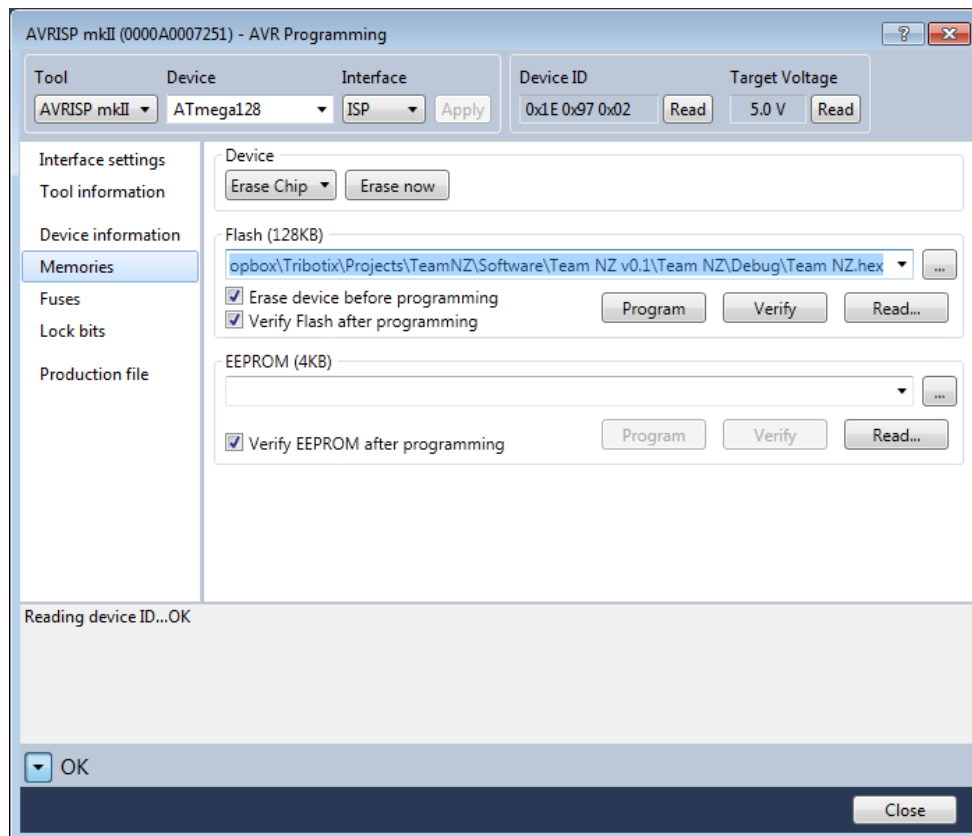 AVRISP mkII (0000A0007251) - AVR Programming
Tool Device Interface Device ID Target Voltage
AVRISP mkII ATmega128 ISP Apply 0x1E 0x97 0x02 Read 5.0 V Read
Interface settings
Tool information
Device information
Memories
Fuses
Lock bits
Production file
Device
Erase Chip Erase now
Flash (128KB)
opbox\Tribotix\Projects\TeamNZ\Software\Team NZ v0.1\Team NZ\Debug\Team NZ.hex ...
Erase device before programming
Verify Flash after programming
Program Verify Read...
EEPROM (4KB)
...
Verify EEPROM after programming
Program Verify Read...
Reading device ID...OK
OK
Close